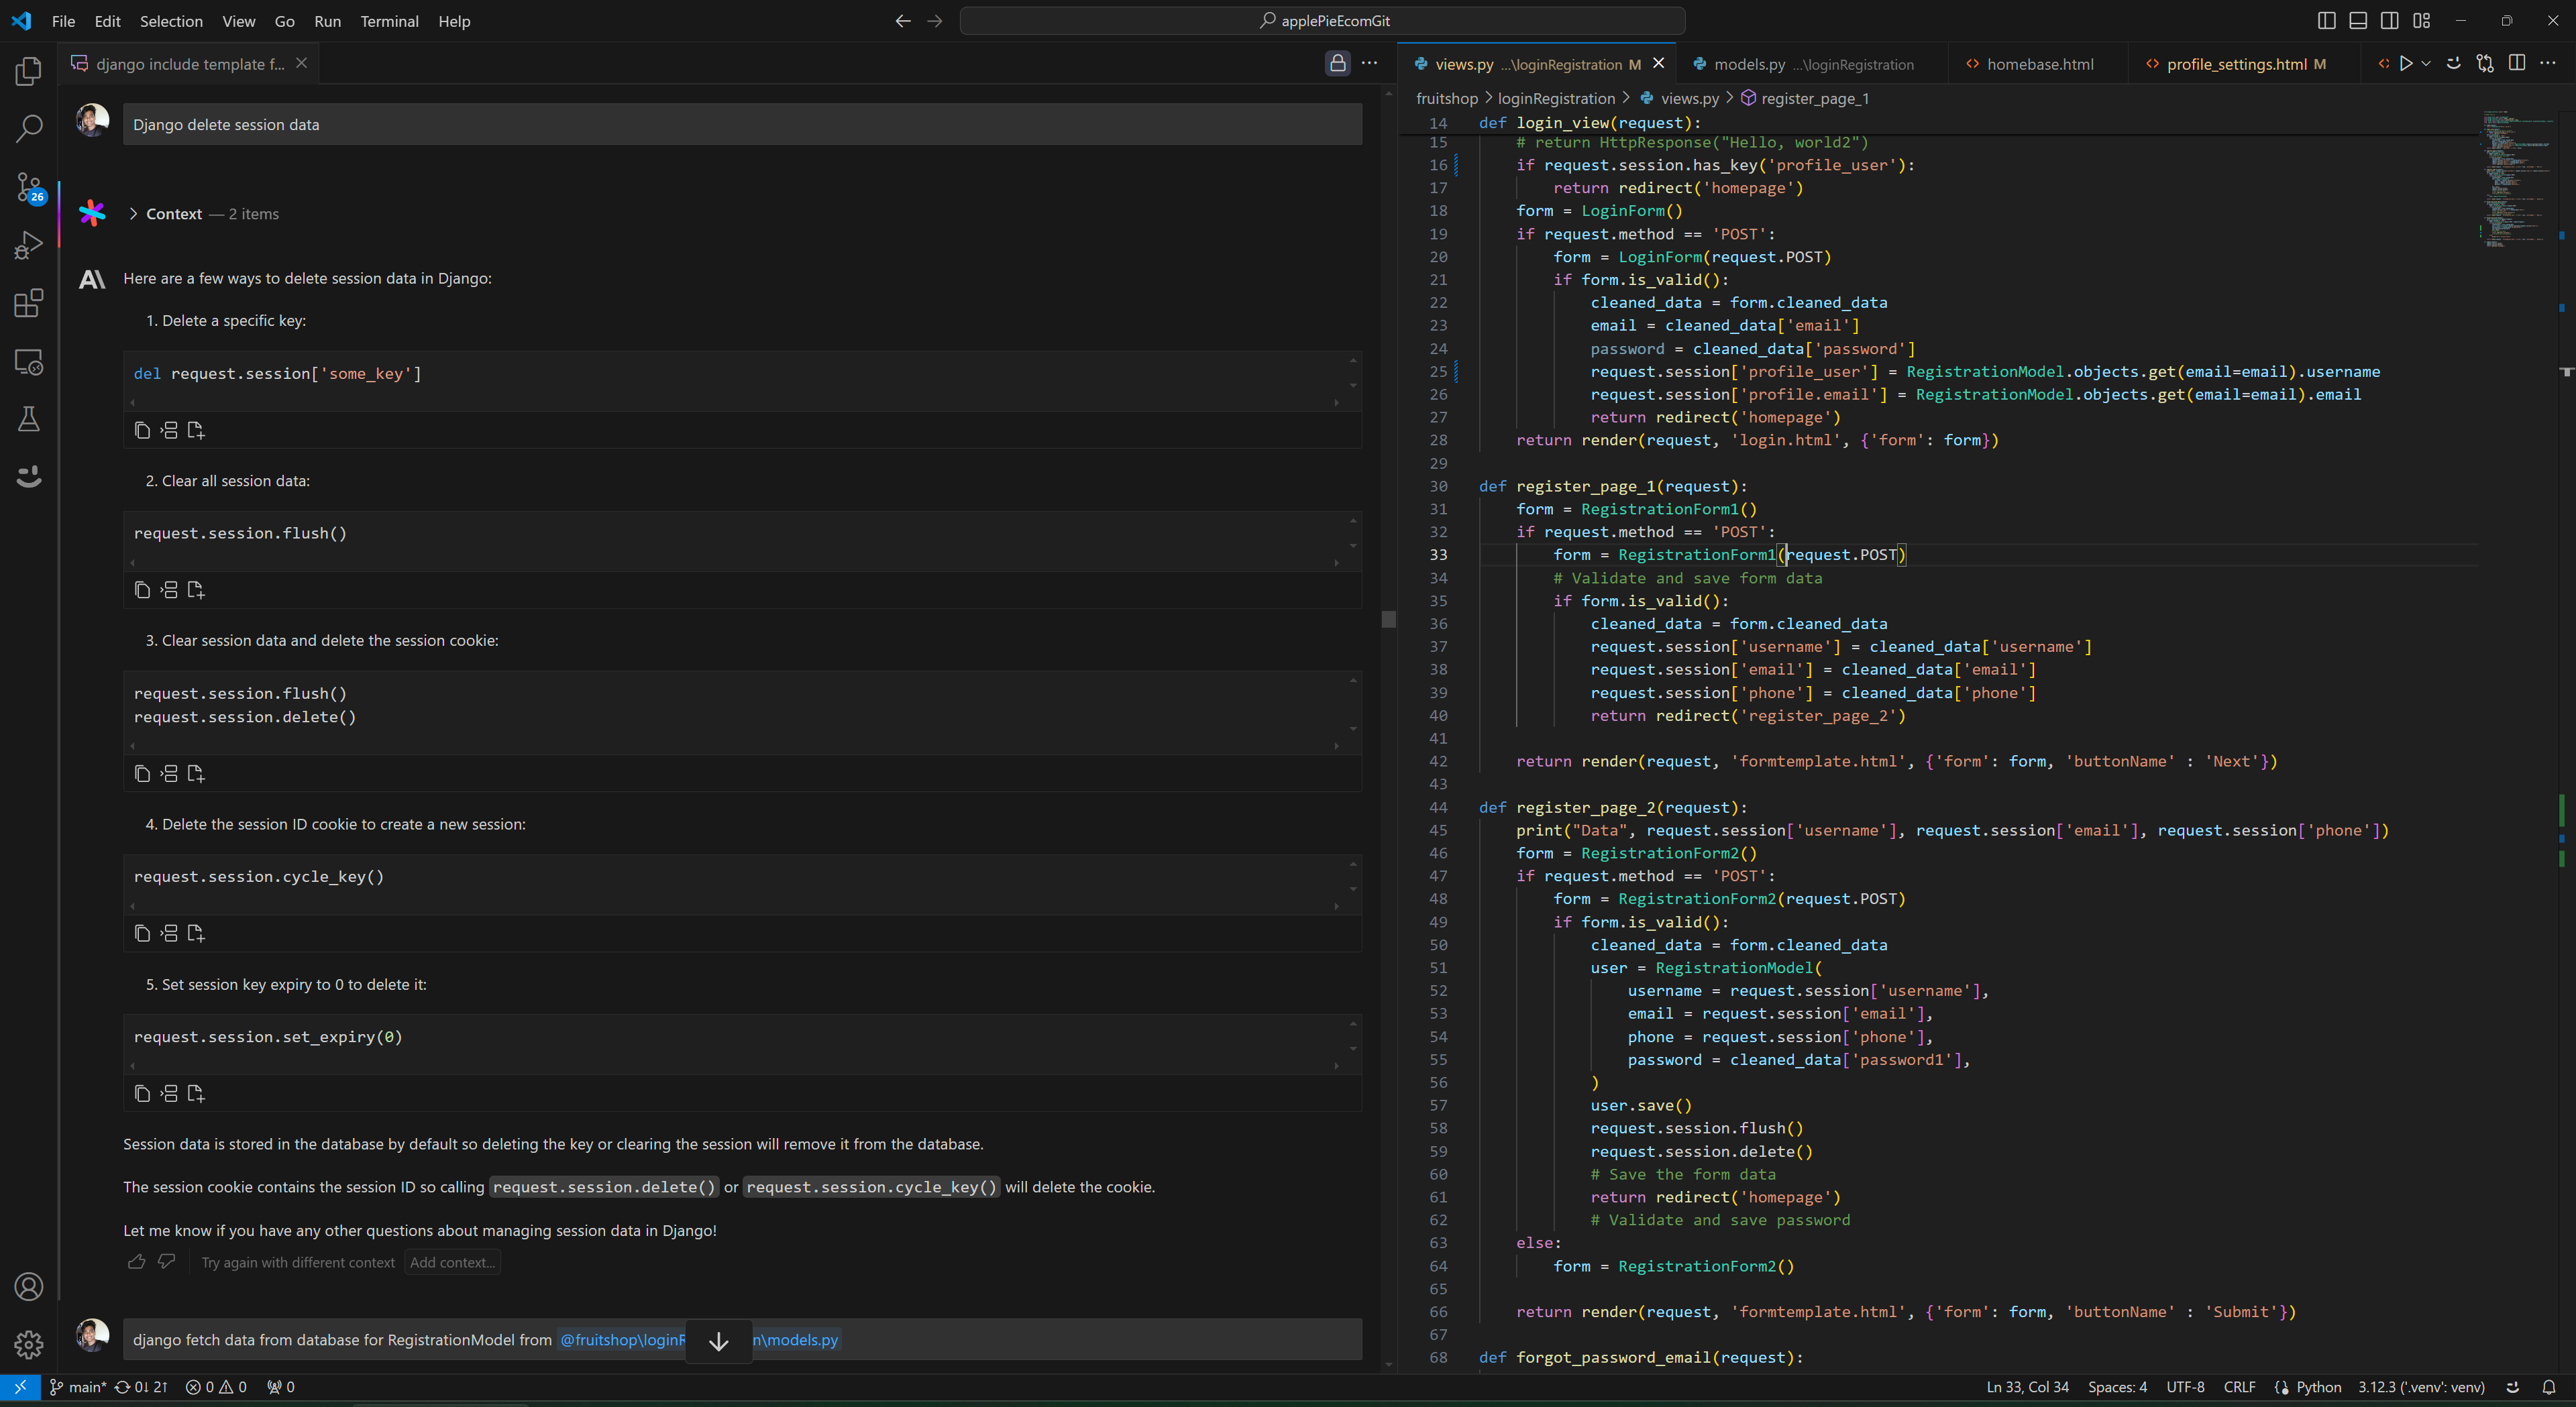 File Edit Selection View Go Run Terminal Help
applePieEcomGit
django include template f...
views.py ...\loginRegistration M
models.py ...\loginRegistration
homebase.html
profile_settings.html M
Django delete session data
26
Context — 2 items
Here are a few ways to delete session data in Django:
1. Delete a specific key:
del request.session['some_key']
2. Clear all session data:
request.session.flush()
3. Clear session data and delete the session cookie:
request.session.flush()
request.session.delete()
4. Delete the session ID cookie to create a new session:
request.session.cycle_key()
5. Set session key expiry to 0 to delete it:
request.session.set_expiry(0)
Session data is stored in the database by default so deleting the key or clearing the session will remove it from the database.
The session cookie contains the session ID so calling request.session.delete() or request.session.cycle_key() will delete the cookie.
Let me know if you have any other questions about managing session data in Django!
Try again with different context Add context...
django fetch data from database for RegistrationModel from @fruitshop\loginR n\models.py
fruitshop > loginRegistration > views.py > register_page_1
14 def login_view(request):
15 # return HttpResponse("Hello, world2")
16 if request.session.has_key('profile_user'):
17 return redirect('homepage')
18 form = LoginForm()
19 if request.method == 'POST':
20 form = LoginForm(request.POST)
21 if form.is_valid():
22 cleaned_data = form.cleaned_data
23 email = cleaned_data['email']
24 password = cleaned_data['password']
25 request.session['profile_user'] = RegistrationModel.objects.get(email=email).username
26 request.session['profile.email'] = RegistrationModel.objects.get(email=email).email
27 return redirect('homepage')
28 return render(request, 'login.html', {'form': form})
29
30 def register_page_1(request):
31 form = RegistrationForm1()
32 if request.method == 'POST':
33 form = RegistrationForm1(request.POST)
34 # Validate and save form data
35 if form.is_valid():
36 cleaned_data = form.cleaned_data
37 request.session['username'] = cleaned_data['username']
38 request.session['email'] = cleaned_data['email']
39 request.session['phone'] = cleaned_data['phone']
40 return redirect('register_page_2')
41
42 return render(request, 'formtemplate.html', {'form': form, 'buttonName' : 'Next'})
43
44 def register_page_2(request):
45 print("Data", request.session['username'], request.session['email'], request.session['phone'])
46 form = RegistrationForm2()
47 if request.method == 'POST':
48 form = RegistrationForm2(request.POST)
49 if form.is_valid():
50 cleaned_data = form.cleaned_data
51 user = RegistrationModel(
52 username = request.session['username'],
53 email = request.session['email'],
54 phone = request.session['phone'],
55 password = cleaned_data['password1'],
56 )
57 user.save()
58 request.session.flush()
59 request.session.delete()
60 # Save the form data
61 return redirect('homepage')
62 # Validate and save password
63 else:
64 form = RegistrationForm2()
65
66 return render(request, 'formtemplate.html', {'form': form, 'buttonName' : 'Submit'})
67
68 def forgot_password_email(request):
main* 0↓ 2↑ 0 0 0
Ln 33, Col 34 Spaces: 4 UTF-8 CRLF Python 3.12.3 ('.venv': venv)